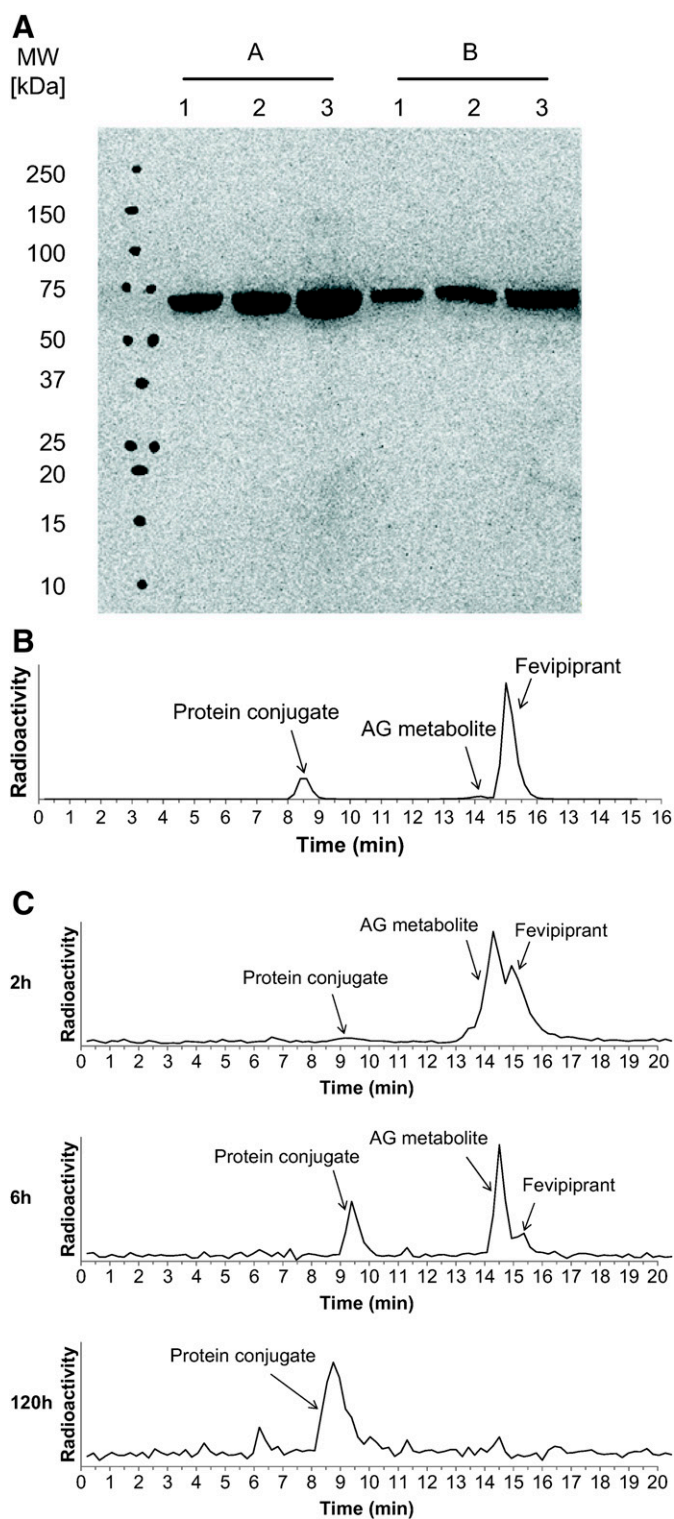 A
MW
[kDa]
A B
1 2 3 1 2 3
250
150
100
75
50
37
25
20
15
10
B
Radioactivity
Protein conjugate
AG metabolite
Fevipiprant
0 1 2 3 4 5 6 7 8 9 10 11 12 13 14 15 16 13 14 15 16
Time (min)
C
2h
Radioactivity
Protein conjugate
AG metabolite
Fevipiprant
0 1 2 3 4 5 6 7 8 9 10 11 12 13 14 15 16 17 18 19 20
Time (min)
6h
Radioactivity
Protein conjugate
AG metabolite
Fevipiprant
0 1 2 3 4 5 6 7 8 9 10 11 12 13 14 15 16 17 18 19 20
Time (min)
120h
Radioactivity
Protein conjugate
0 1 2 3 4 5 6 7 8 9 10 11 12 13 14 15 16 17 18 19 20
Time (min)